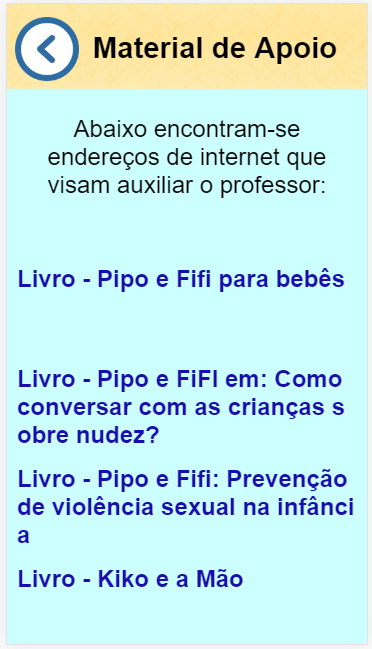 Material de Apoio
Abaixo encontram-se
endereços de internet que
visam auxiliar o professor:
Livro - Pipo e Fifi para bebês
Livro - Pipo e FiFI em: Como
conversar com as crianças s
obre nudez?
Livro - Pipo e Fifi: Prevenção
de violência sexual na infânci
a
Livro - Kiko e a Mão